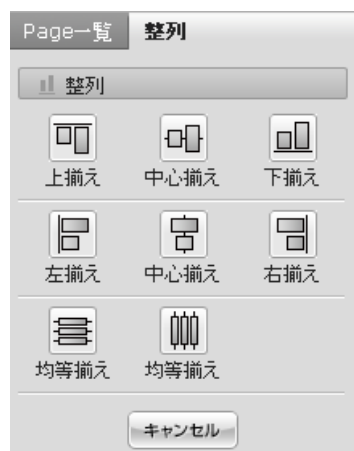 Page一覧 整列
整列
上揃え 中心揃え 下揃え
左揃え 中心揃え 右揃え
均等揃え 均等揃え
キャンセル